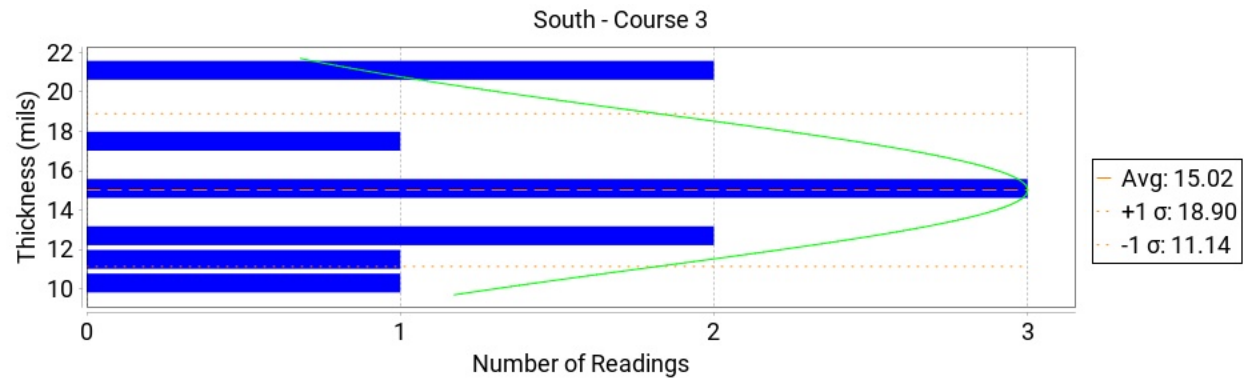 South - Course 3
Thickness (mils)
22
20
18
16
14
12
10
0 1 2 3
Number of Readings
Avg: 15.02
+1 σ: 18.90
-1 σ: 11.14